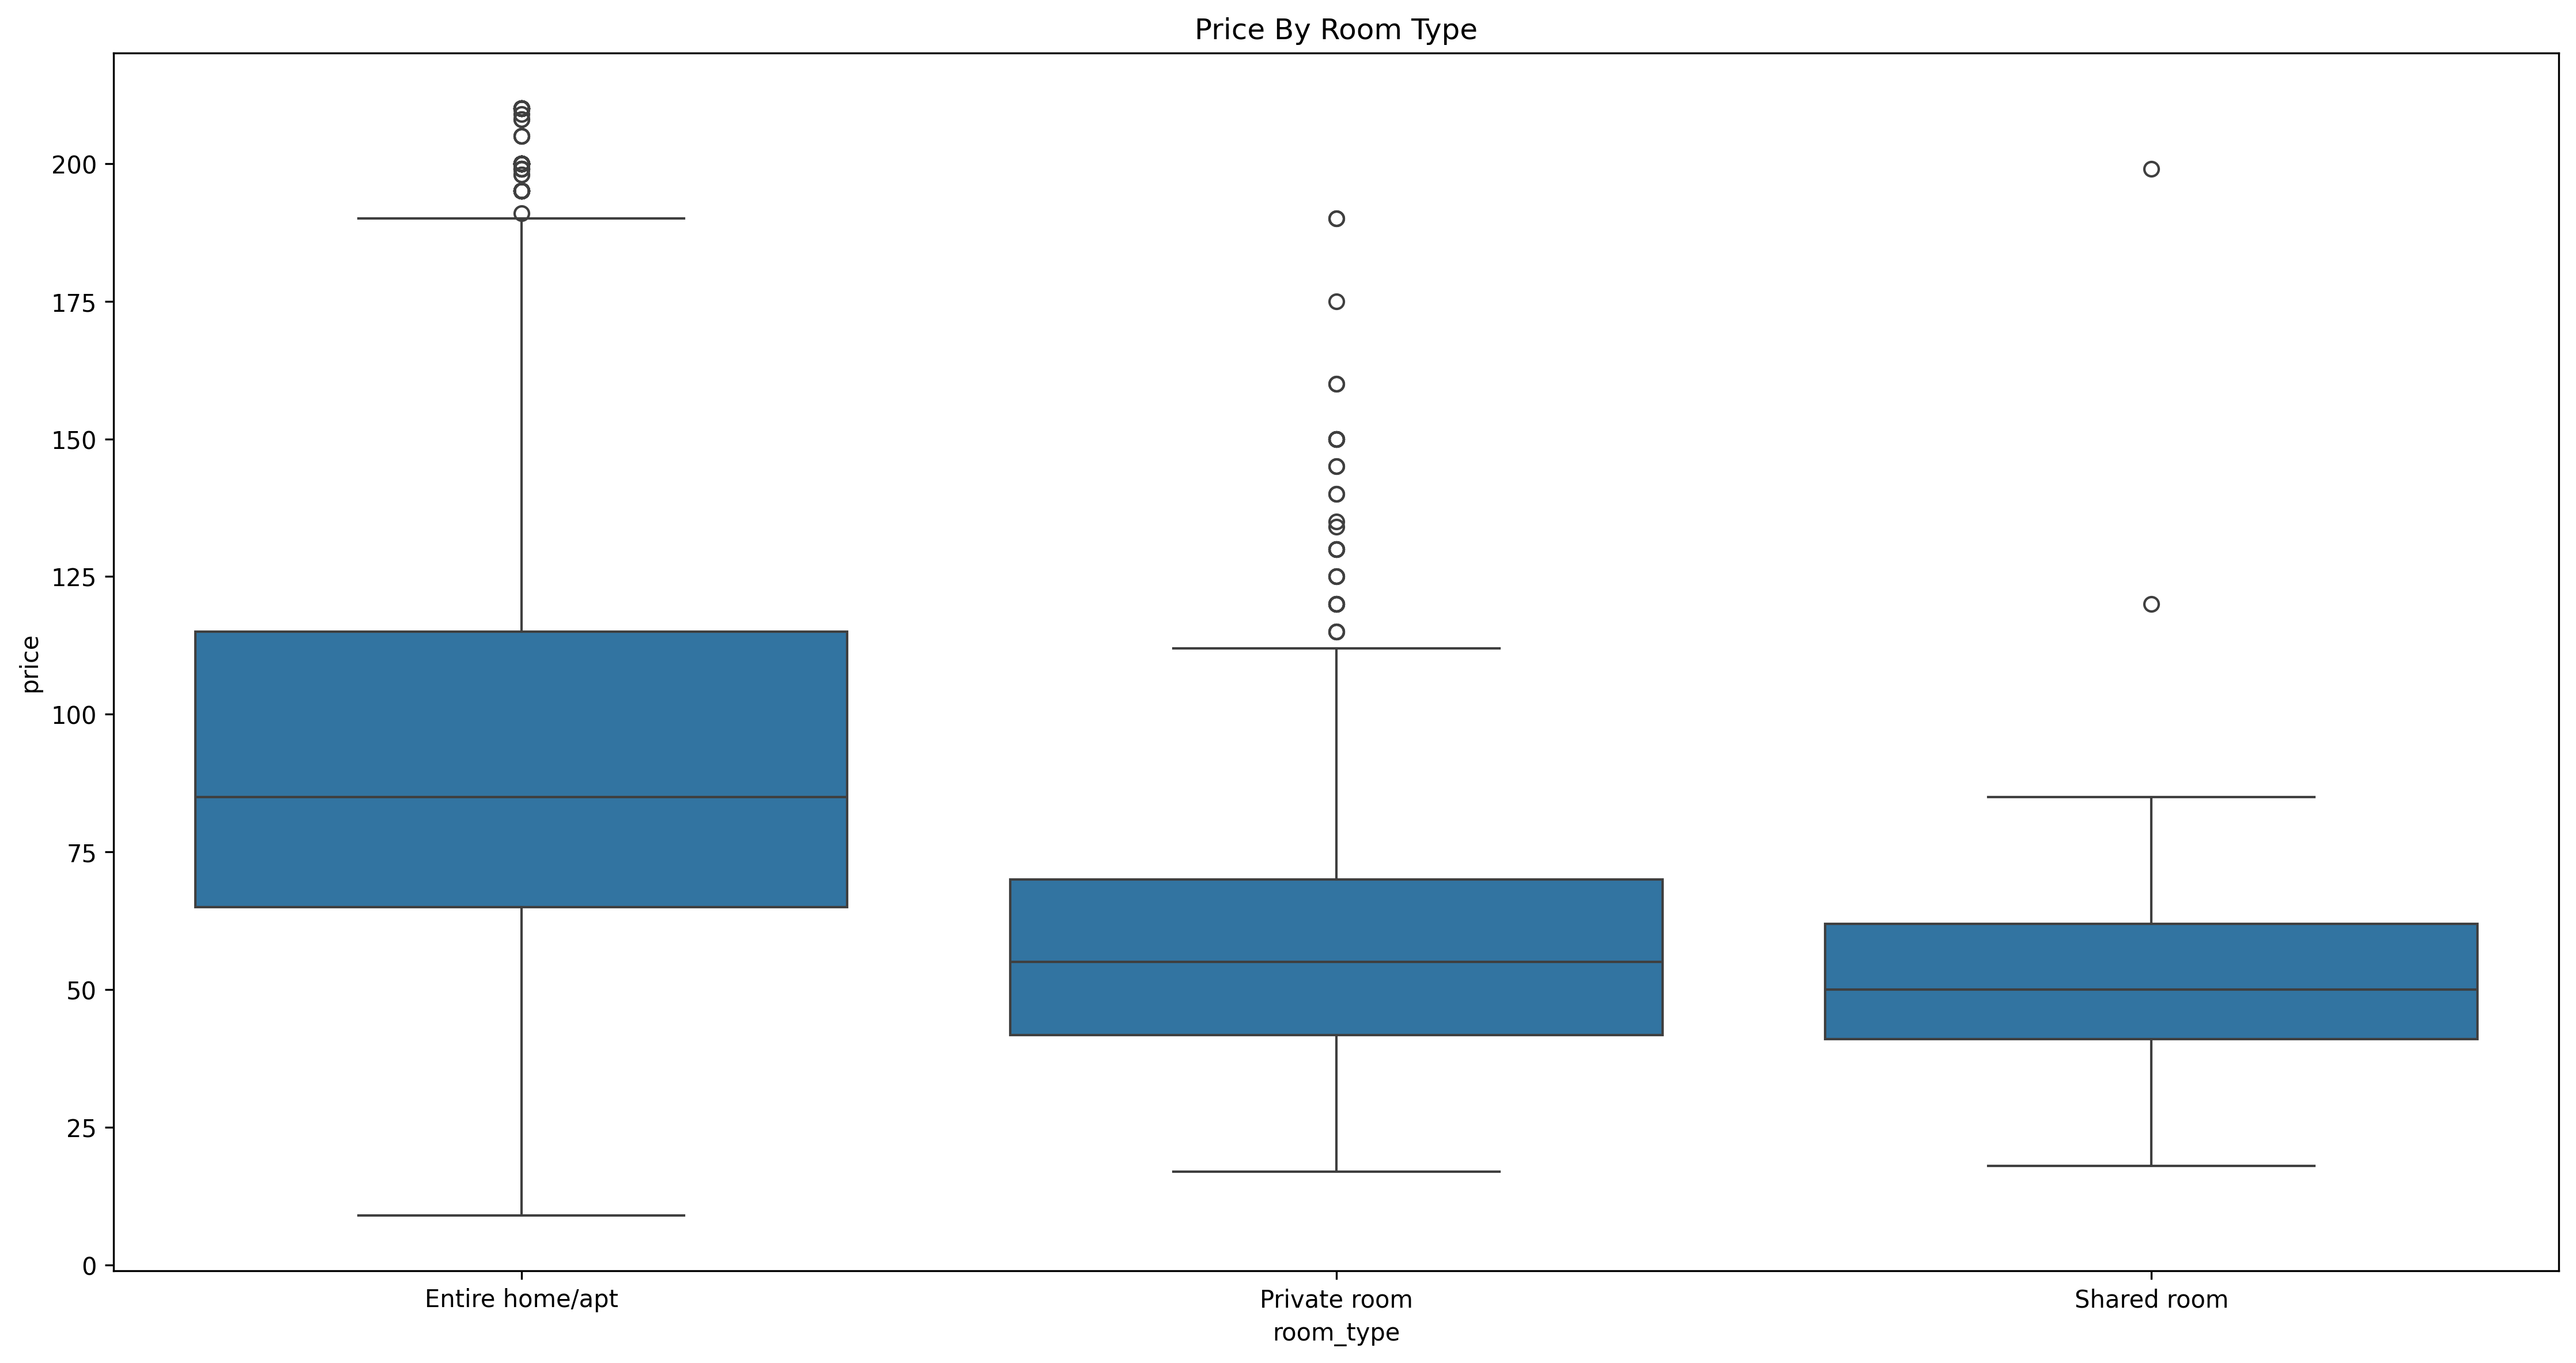 Price By Room Type
price
200
175
150
125
100
75
50
25
0
Entire home/apt
Private room
Shared room
room_type